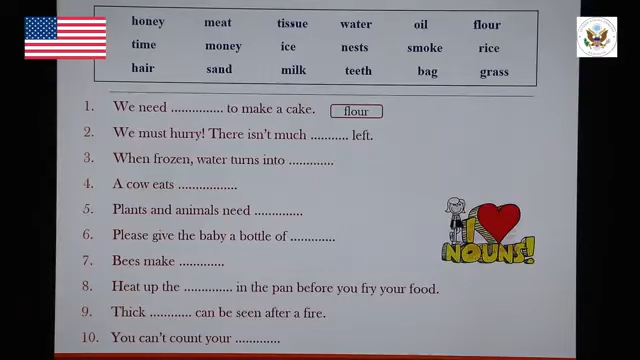 honey meat tissue water oil flour
time money ice nests smoke rice
hair sand milk teeth bag grass
1. We need ............... to make a cake. flour
2. We must hurry! There isn't much ........... left.
3. When frozen, water turns into .............
4. A cow eats .................
5. Plants and animals need ..............
6. Please give the baby a bottle of .............
7. Bees make .............
8. Heat up the .............. in the pan before you fry your food.
9. Thick .............. can be seen after a fire.
10. You can't count your .............
I
NOUNS!